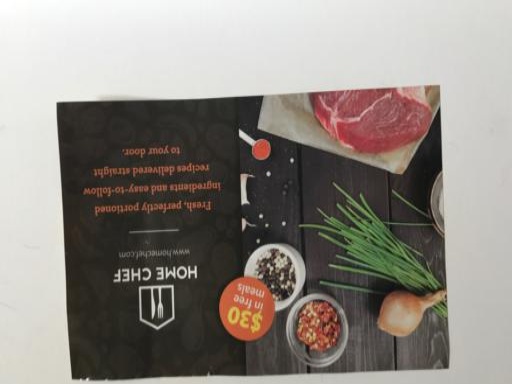 HOME CHEF
www.homechef.com
Fresh, perfectly portioned
ingredients and easy-to-follow
recipes delivered straight
to your door.
$30
in free
meals